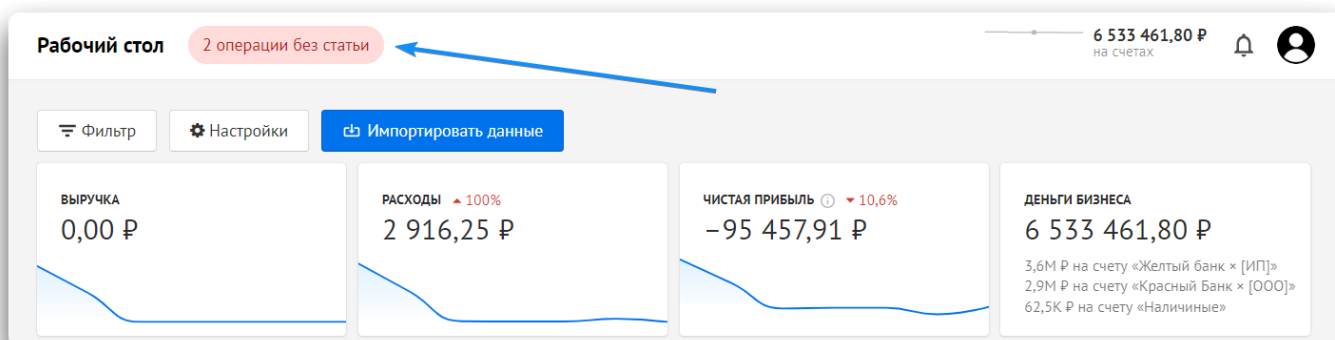 Рабочий стол
2 операции без статьи
6 533 461,80 ₽
на счетах
Фильтр
Настройки
Импортировать данные
ВЫРУЧКА
0,00 ₽
РАСХОДЫ ▲ 100%
2 916,25 ₽
ЧИСТАЯ ПРИБЫЛЬ ⓘ ▼ 10,6%
−95 457,91 ₽
ДЕНЬГИ БИЗНЕСА
6 533 461,80 ₽
3,6М ₽ на счету «Желтый банк × [ИП]»
2,9М ₽ на счету «Красный Банк × [ООО]»
62,5К ₽ на счету «Наличиные»